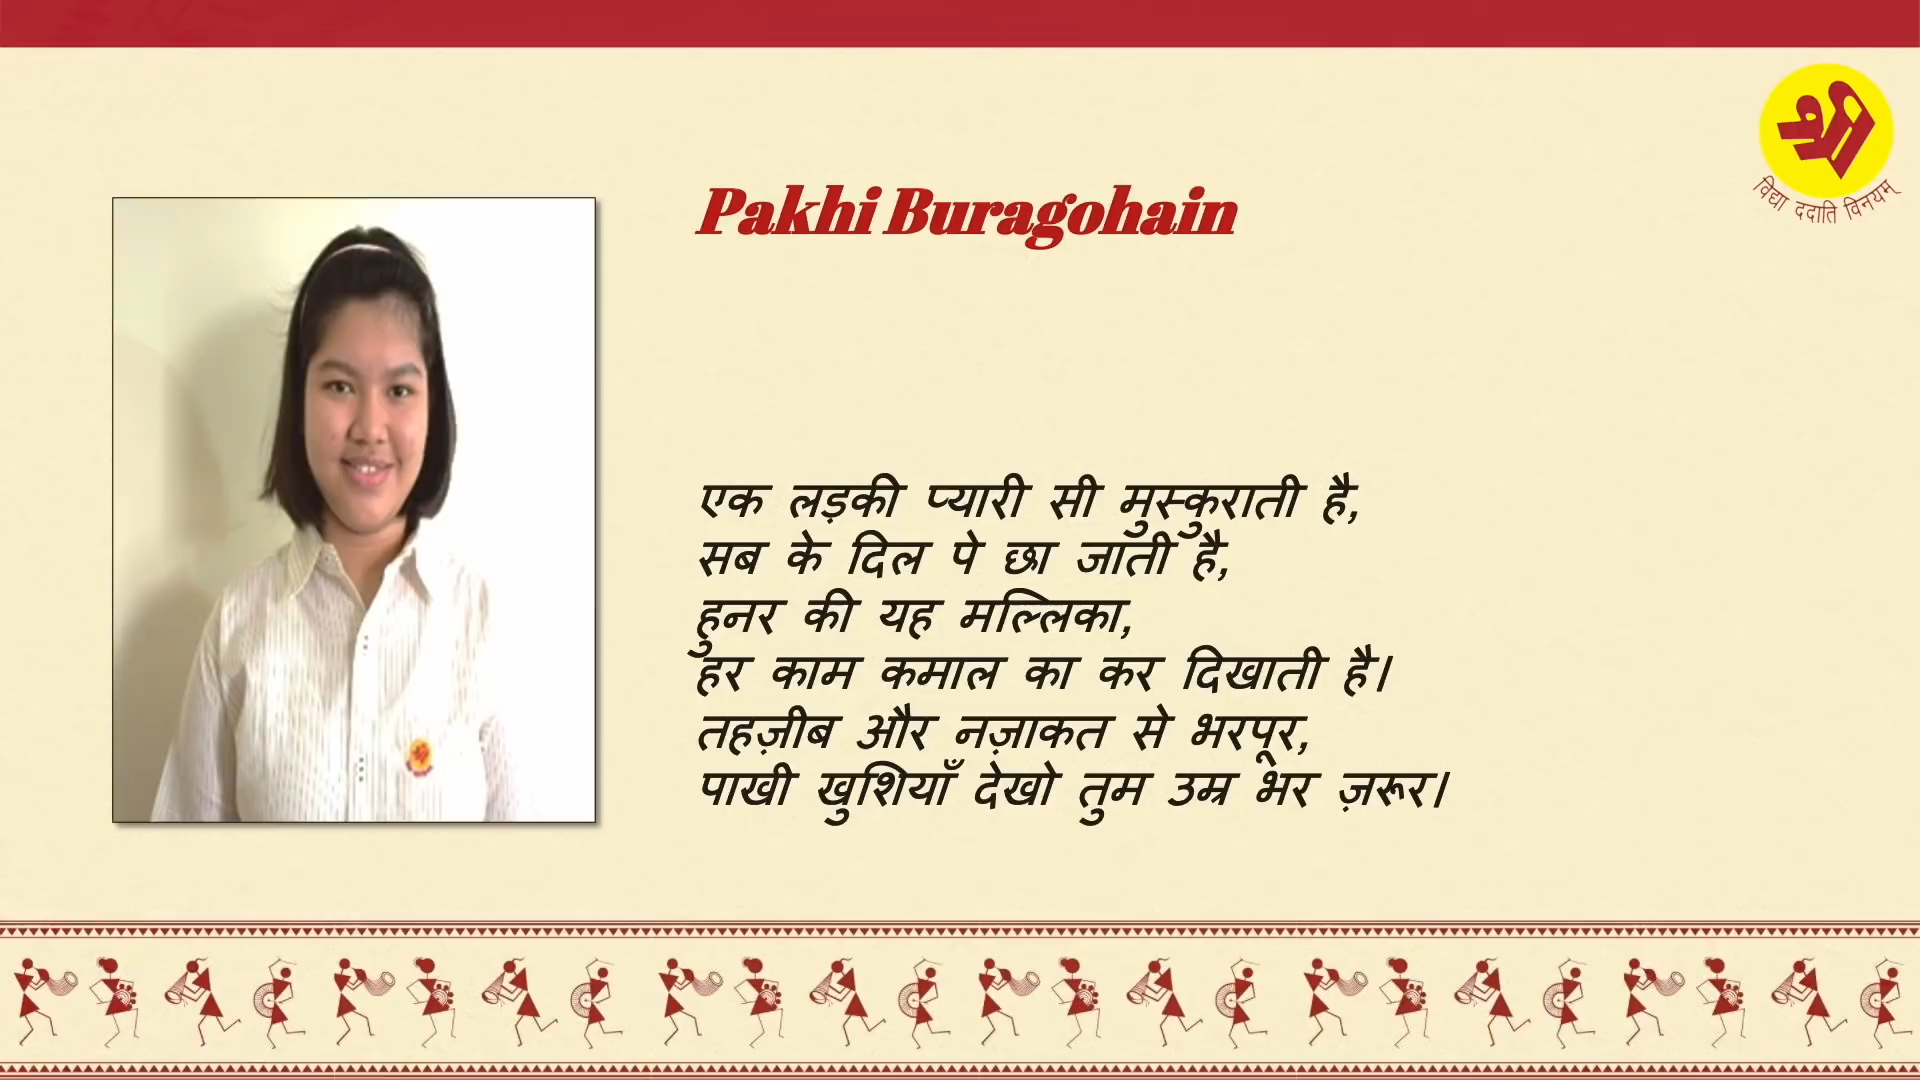 श्री
विद्या ददाति विनयम्
Pakhi Buragohain
एक लड़की प्यारी सी मुस्कुराती है,
सब के दिल पे छा जाती है,
हुनर की यह मल्लिका,
हर काम कमाल का कर दिखाती है।
तहज़ीब और नज़ाकत से भरपूर,
पाखी खुशियाँ देखो तुम उम्र भर ज़रूर।